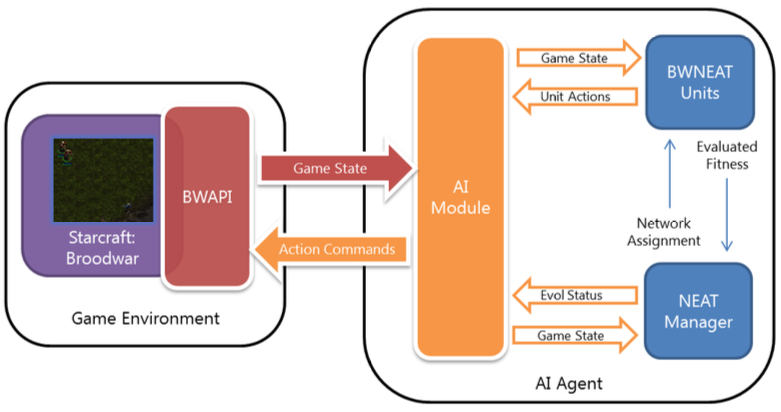 Starcraft:
Broodwar
BWAPI
Game Environment
Game State
Action Commands
AI
Module
Game State
Unit Actions
BWNEAT
Units
Evaluated
Fitness
Network
Assignment
Evol Status
Game State
NEAT
Manager
AI Agent